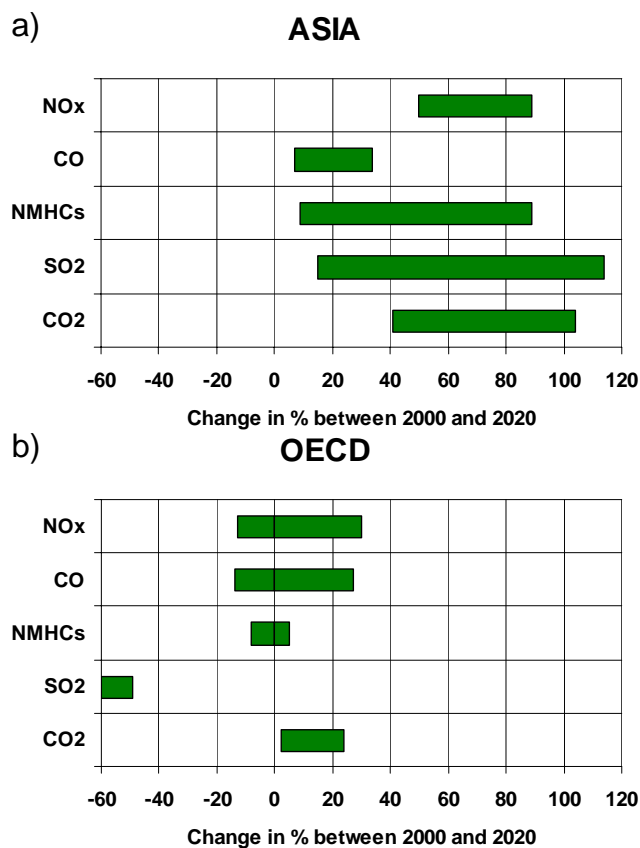 a)
ASIA
NOx
CO
NMHCs
SO2
CO2
-60 -40 -20 0 20 40 60 80 100 120
Change in % between 2000 and 2020
b)
OECD
NOx
CO
NMHCs
SO2
CO2
-60 -40 -20 0 20 40 60 80 100 120
Change in % between 2000 and 2020